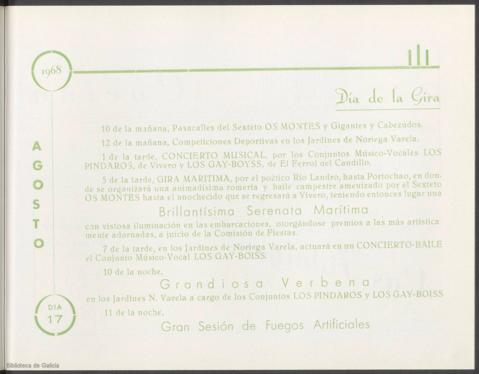 1968
Día de la Gira
AGOSTO
10 de la mañana, Pasacalles del Sexteto OS MONTES y Gigantes y Cabezudos.
12 de la mañana, Competiciones Deportivas en los Jardines de Noriega Varela.
1 de la tarde, CONCIERTO MUSICAL, por los Conjuntos Músico-Vocales LOS
PINDAROS, de Vivero y LOS GAY-BOYSS, de El Ferrol del Caudillo.
5 de la tarde, GIRA MARITIMA, por el poético Río Landro, hasta Portochao, en don-
de se organizará una animadísima romería y baile campestre amenizado por el Sexteto
OS MONTES hasta el anochecido que se regresará a Vivero, teniendo entonces lugar una
Brillantísima Serenata Marítima
con vistosa iluminación en las embarcaciones, otorgándose premios a las más artística
mente adornadas, a juicio de la Comisión de Fiestas.
7 de la tarde, en los Jardines de Noriega Varela, actuará en un CONCIERTO-BAILE
el Conjunto Músico-Vocal LOS GAY-BOISS.
10 de la noche,
Grandiosa Verbena
en los Jardines N. Varela a cargo de los Conjuntos LOS PINDAROS y LOS GAY-BOISS
11 de la noche,
Gran Sesión de Fuegos Artificiales
DIA
17
Biblioteca de Galicia